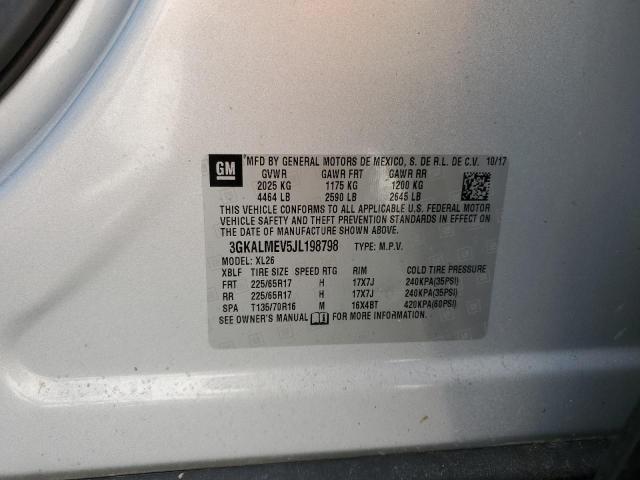 GM
MFD BY GENERAL MOTORS DE MEXICO, S. DE R.L. DE C.V. 10/17
GVWR GAWR FRT GAWR RR
2025 KG 1175 KG 1200 KG
4464 LB 2590 LB 2645 LB
THIS VEHICLE CONFORMS TO ALL APPLICABLE U.S. FEDERAL MOTOR
VEHICLE SAFETY AND THEFT PREVENTION STANDARDS IN EFFECT ON
THE DATE OF MANUFACTURE SHOWN ABOVE.
3GKALMEV5JL198798 TYPE: M.P.V.
MODEL: XL26
XBLF TIRE SIZE SPEED RTG RIM COLD TIRE PRESSURE
FRT 225/65R17 H 17X7J 240KPA(35PSI)
RR 225/65R17 H 17X7J 240KPA(35PSI)
SPA T135/70R16 M 16X4BT 420KPA(60PSI)
SEE OWNER'S MANUAL FOR MORE INFORMATION.